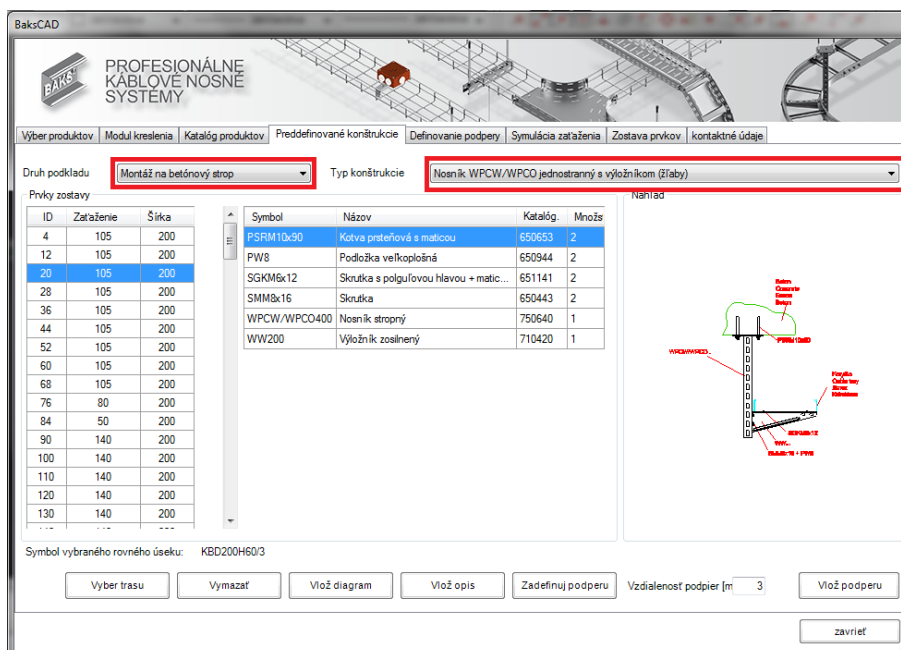 BaksCAD
BAKS
PROFESIONÁLNE
KÁBLOVÉ NOSNÉ
SYSTÉMY
Výber produktov Modul kreslenia Katalóg produktov Preddefinované konštrukcie Definovanie podpery Symulácia zaťaženia Zostava prvkov kontaktné údaje
Druh podkladu Montáž na betónový strop Typ konštrukcie Nosník WPCW/WPCO jednostranný s výložníkom (žľaby)
Prvky zostavy Náhľad
ID Zaťaženie Šírka Symbol Názov Katalóg. Množs
4 105 200 PSRM10x90 Kotva prsteňová s maticou 650653 2
12 105 200 PW8 Podložka veľkoplošná 650944 2
20 105 200 SGKM6x12 Skrutka s polguľovou hlavou + matic... 651141 2
28 105 200 SMM8x16 Skrutka 650443 2
36 105 200 WPCW/WPCO400 Nosník stropný 750640 1
44 105 200 WW200 Výložník zosilnený 710420 1
52 105 200
60 105 200
68 105 200
76 80 200
84 50 200
90 140 200
100 140 200
110 140 200
120 140 200
130 140 200
Beton
Concrete
Beton
PSRM10x90
Symbol vybraného rovného úseku: KBD200H60/3
Vyber trasu Vymazať Vlož diagram Vlož opis Zadefinuj podperu Vzdialenosť podpier [m 3 Vlož podperu
zavrieť